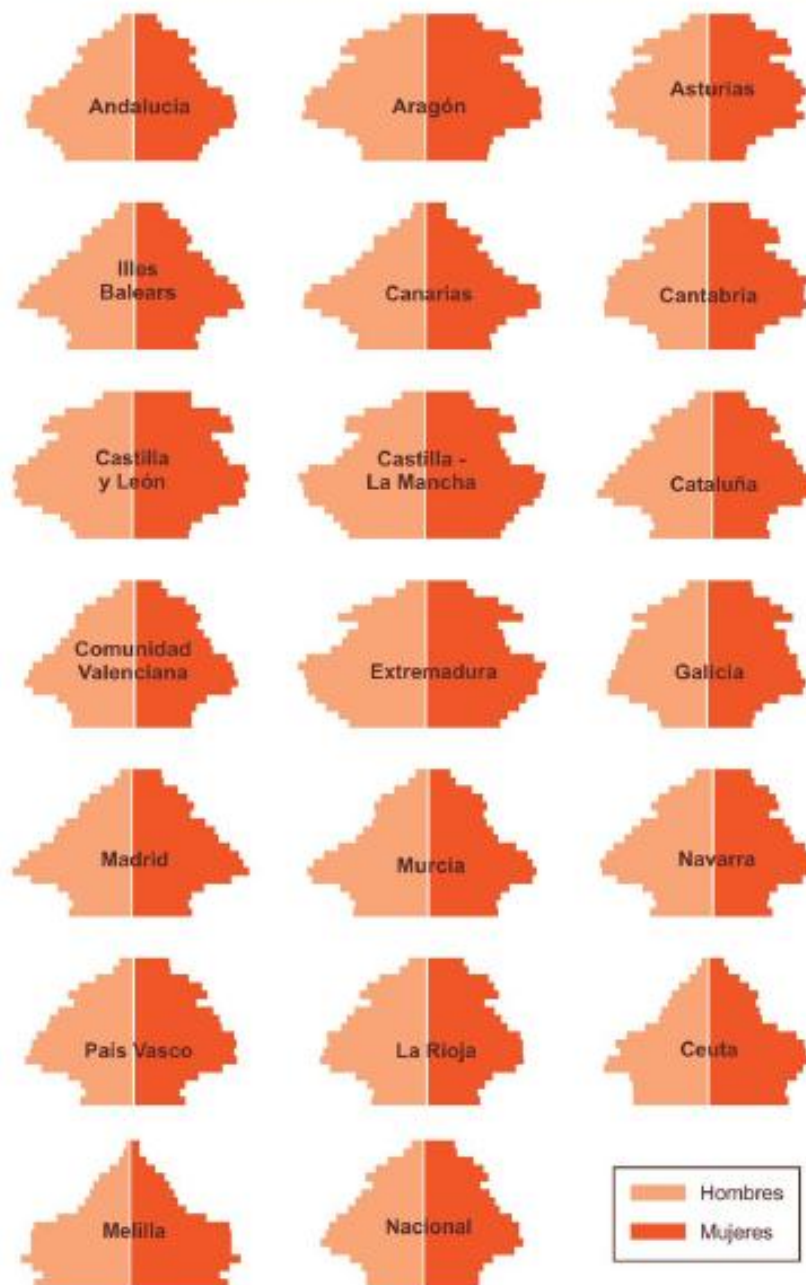 Andalucía
Aragón
Asturias
Illes
Balears
Canarias
Cantabria
Castilla
y León
Castilla -
La Mancha
Cataluña
Comunidad
Valenciana
Extremadura
Galicia
Madrid
Murcia
Navarra
País Vasco
La Rioja
Ceuta
Melilla
Nacional
Hombres
Mujeres